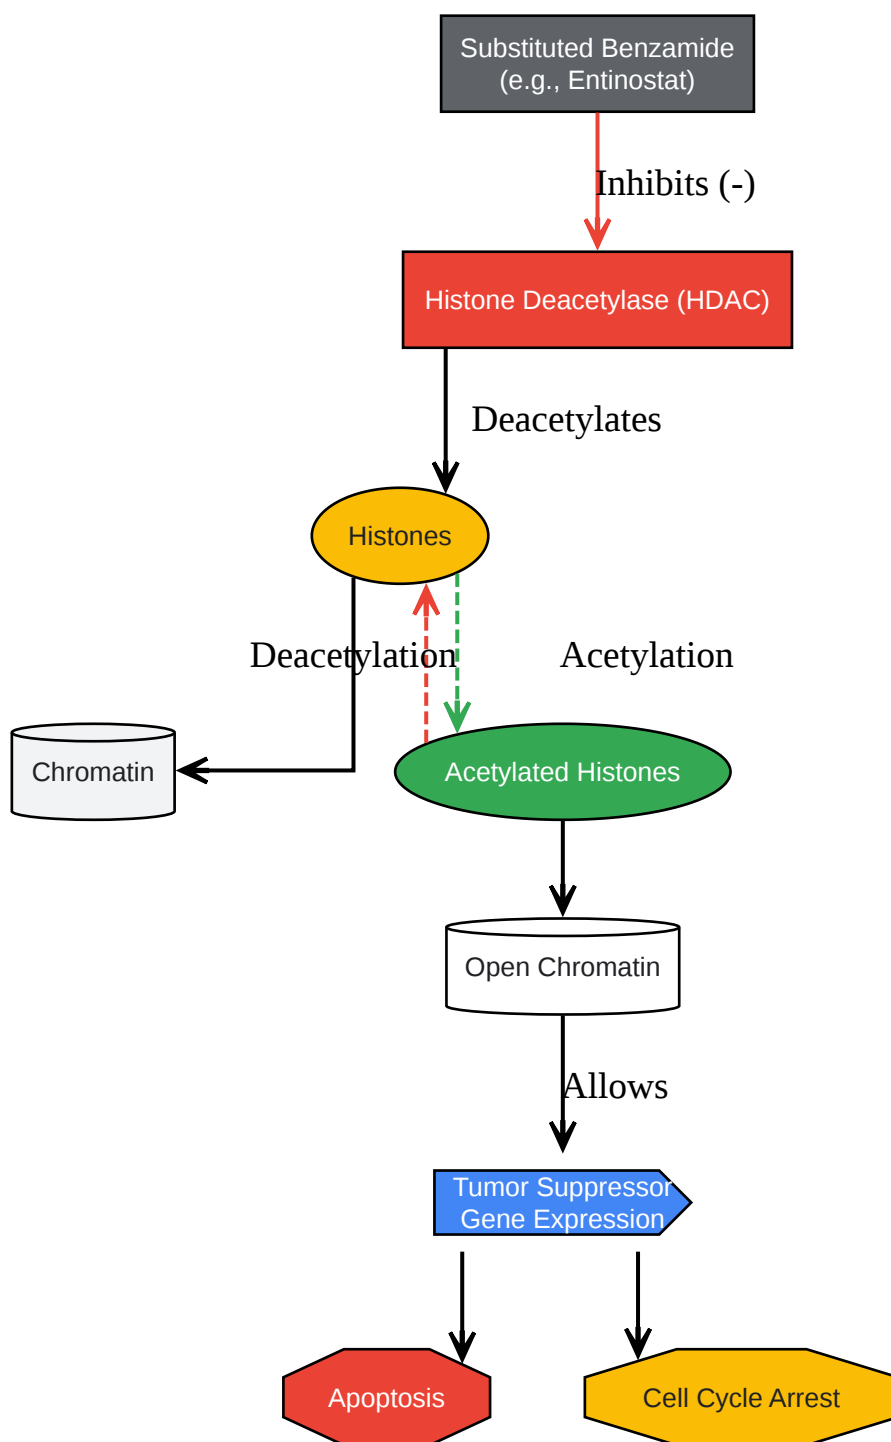 Substituted Benzamide
(e.g., Entinostat)
Inhibits (-)
Histone Deacetylase (HDAC)
Deacetylates
Histones
Deacetylation
Acetylation
Chromatin
Acetylated Histones
Open Chromatin
Allows
Tumor Suppressor
Gene Expression
Apoptosis
Cell Cycle Arrest